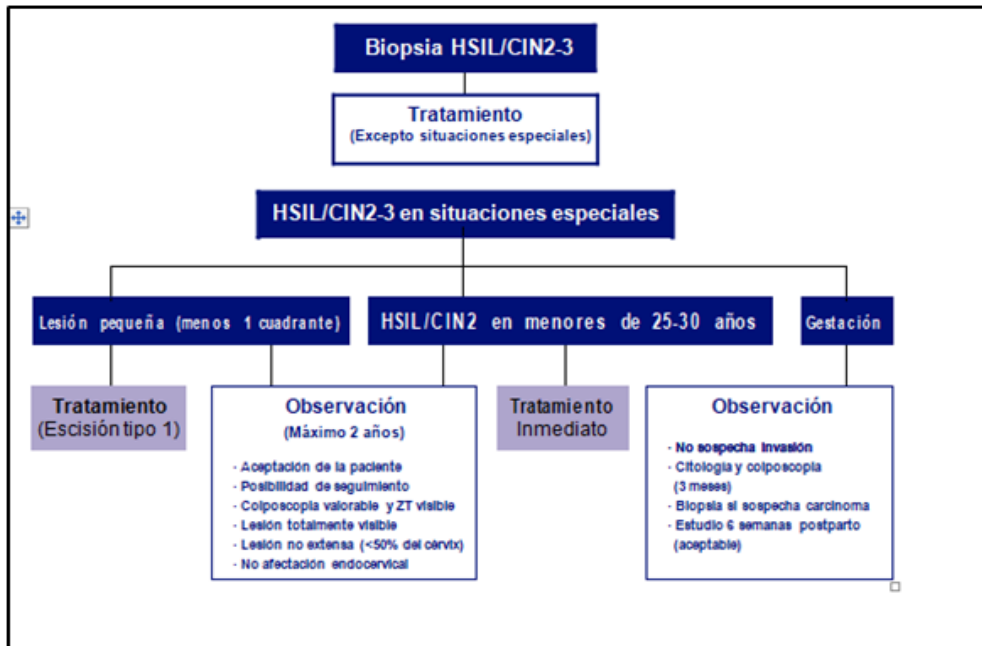 Biopsia HSIL/CIN2-3
Tratamiento
(Excepto situaciones especiales)
HSIL/CIN2-3 en situaciones especiales
Lesión pequeña (menos 1 cuadrante)
HSIL/CIN2 en menores de 25-30 años
Gestación
Tratamiento
(Escisión tipo 1)
Observación
(Máximo 2 años)
- Aceptación de la paciente
- Posibilidad de seguimiento
- Colposcopia valorable y ZT visible
- Lesión totalmente visible
- Lesión no extensa (<50% del cérvix)
- No afectación endocervical
Tratamiento
Inmediato
Observación
- No sospecha invasión
- Citología y colposcopia
(3 meses)
- Biopsia si sospecha carcinoma
- Estudio 6 semanas postparto
(aceptable)